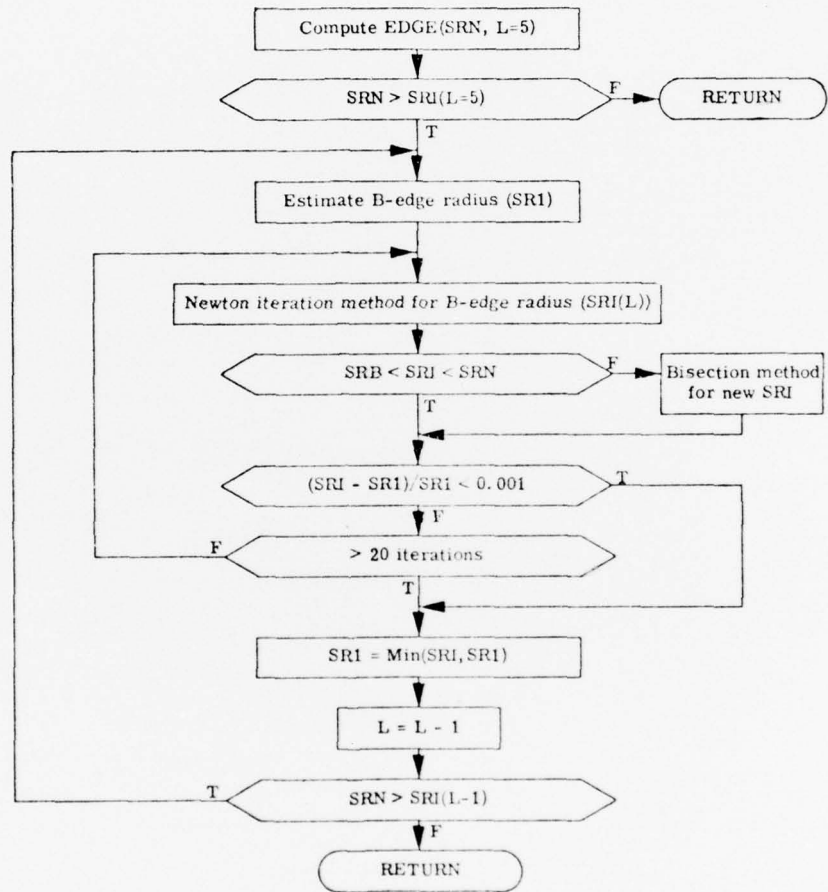 Compute EDGE(SRN, L=5)
SRN > SRI(L=5)
F
RETURN
T
Estimate B-edge radius (SR1)
Newton iteration method for B-edge radius (SRI(L))
SRB < SRI < SRN
F
Bisection method
for new SRI
T
(SRI - SR1)/SR1 < 0.001
T
F
> 20 iterations
F
T
SR1 = Min(SRI, SR1)
L = L - 1
SRN > SRI(L-1)
T
F
RETURN